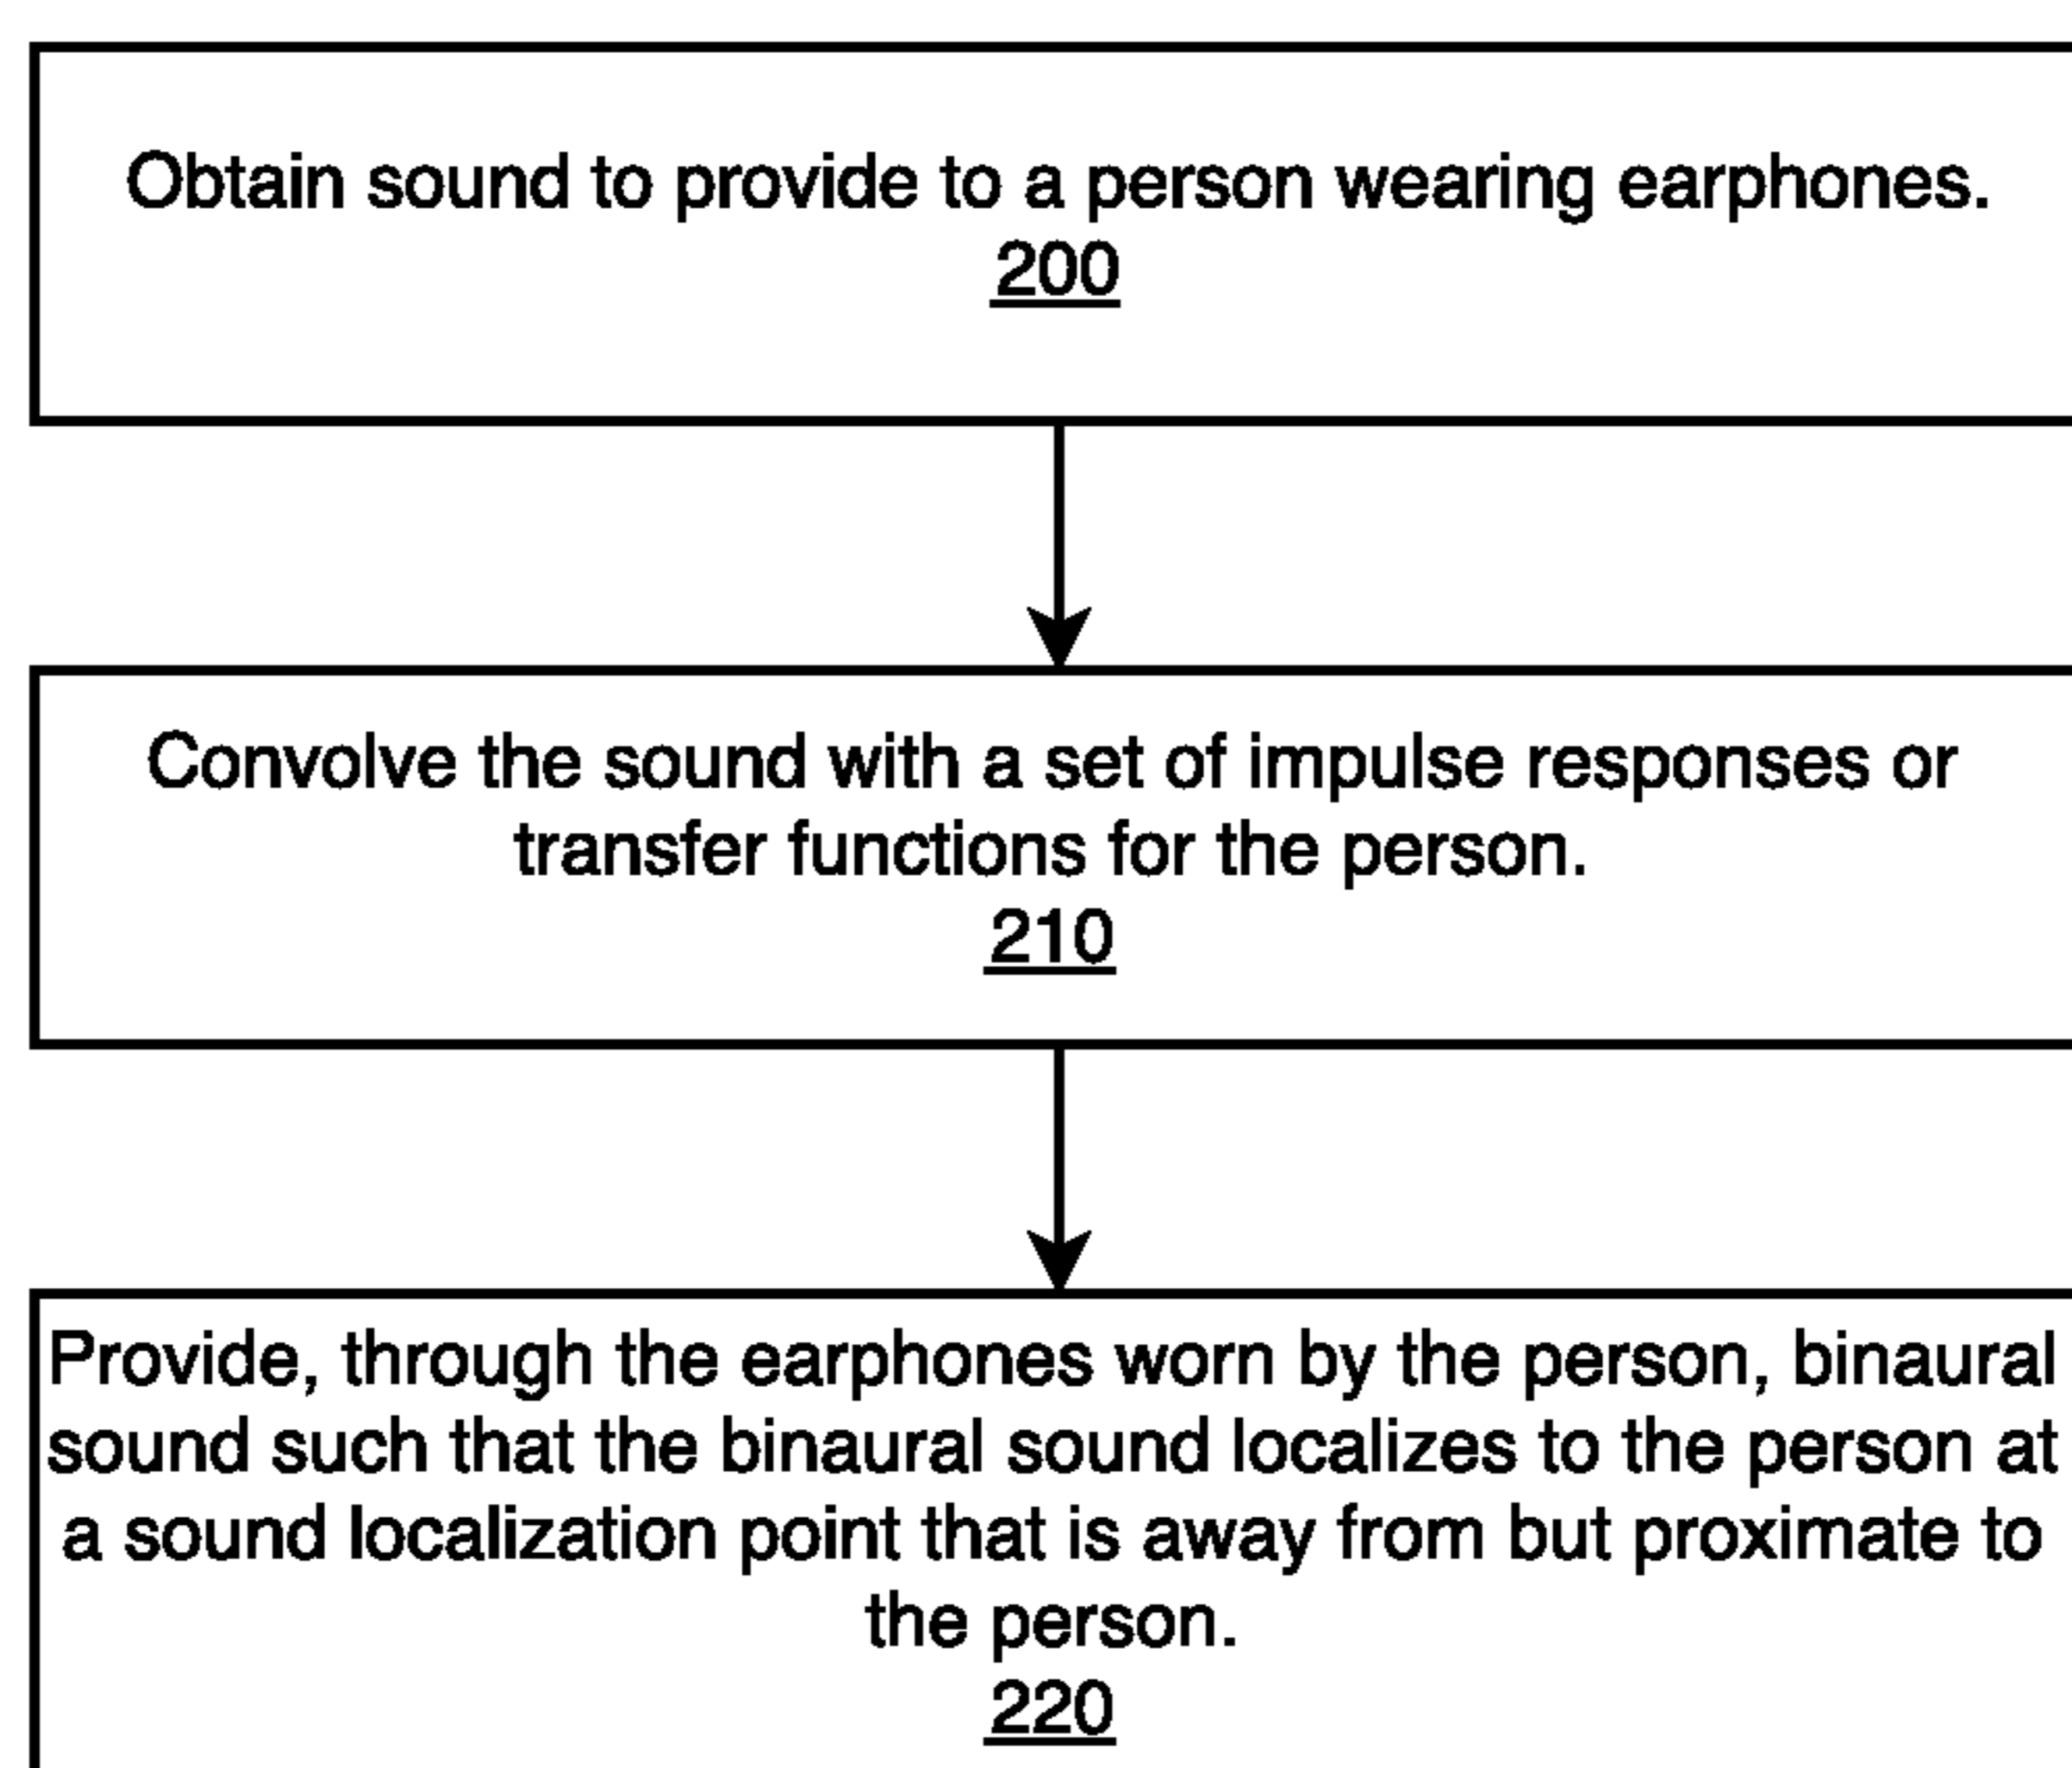 Obtain sound to provide to a person wearing earphones.
200
Convolve the sound with a set of impulse responses or
transfer functions for the person.
210
Provide, through the earphones worn by the person, binaural
sound such that the binaural sound localizes to the person at
a sound localization point that is away from but proximate to
the person.
220